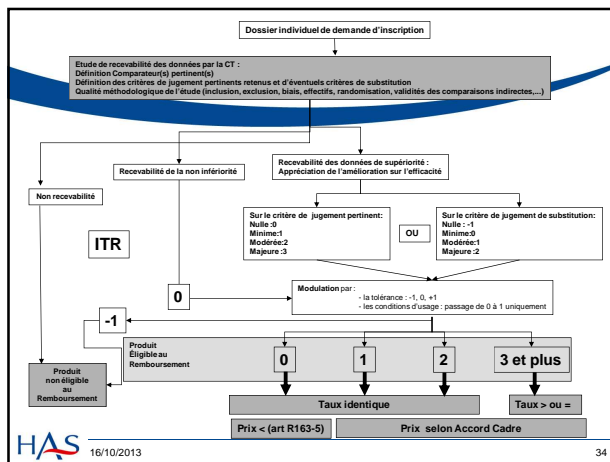 Dossier individuel de demande d'inscription
Etude de recevabilité des données par la CT :
Définition Comparateur(s) pertinent(s)
Définition des critères de jugement pertinents retenus et d'éventuels critères de substitution
Qualité méthodologique de l'étude (inclusion, exclusion, biais, effectifs, randomisation, validités des comparaisons indirectes,...)
Recevabilité de la non infériorité
Recevabilité des données de supériorité :
Appréciation de l'amélioration sur l'efficacité
Non recevabilité
Sur le critère de jugement pertinent:
Nulle :0
Minime:1
Modérée:2
Majeure :3
OU
Sur le critère de jugement de substitution:
Nulle : -1
Minime:0
Modérée:1
Majeure :2
ITR
0
Modulation par :
- la tolérance : -1, 0, +1
- les conditions d'usage : passage de 0 à 1 uniquement
-1
Produit
Éligible au
Remboursement
0
1
2
3 et plus
Produit
non éligible
au
Remboursement
Taux identique
Taux > ou =
Prix < (art R163-5)
Prix selon Accord Cadre
HAS
16/10/2013
34